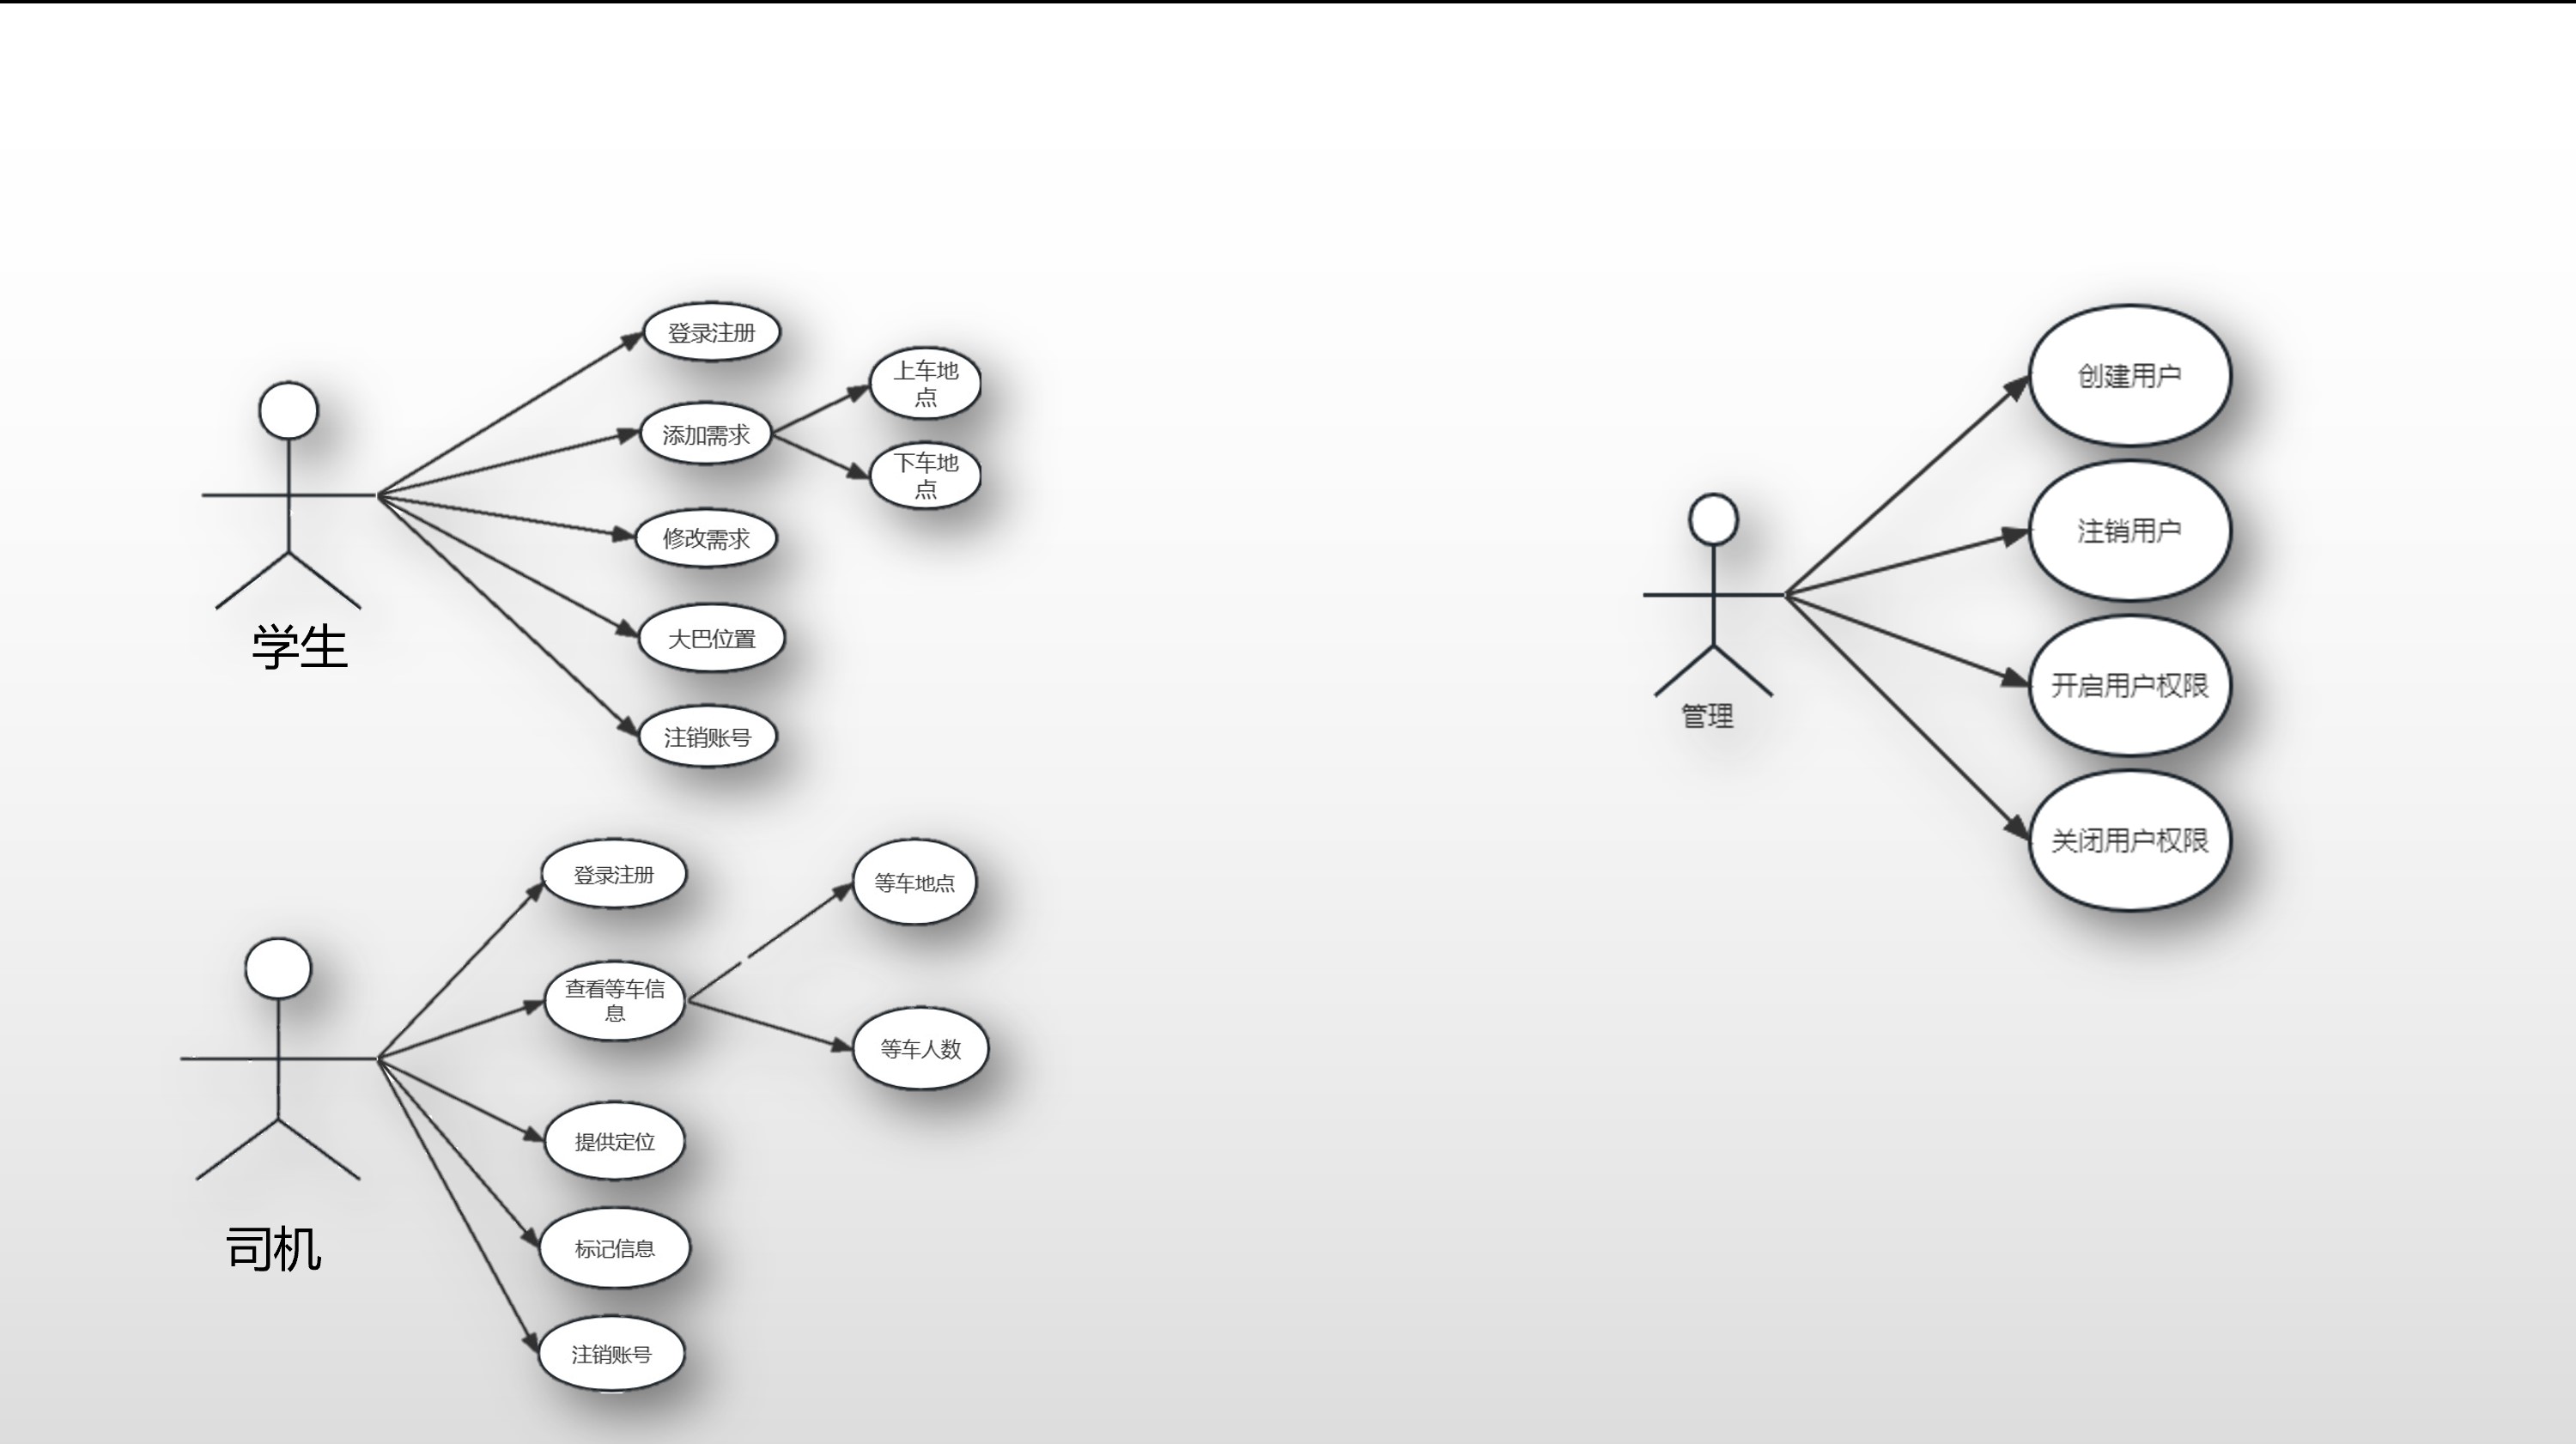 登录注册
添加需求
上车地
点
下车地
点
修改需求
大巴位置
注销账号
学生
登录注册
查看等车信
息
等车地点
等车人数
提供定位
标记信息
注销账号
司机
创建用户
注销用户
开启用户权限
关闭用户权限
管理